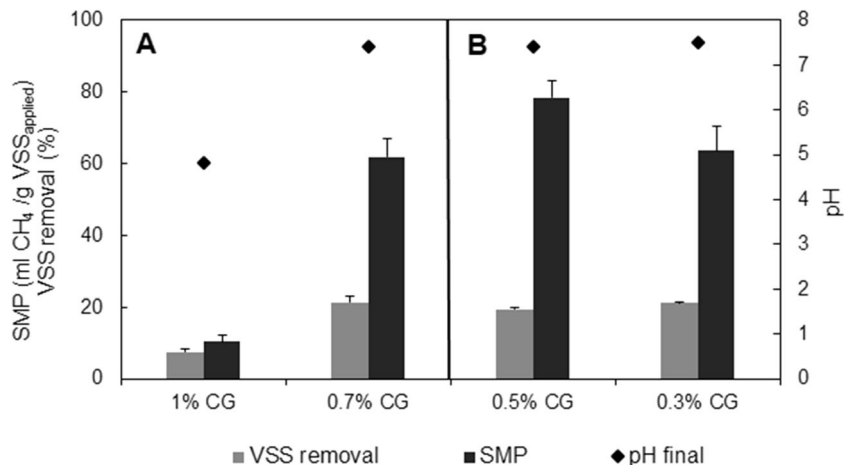 A
B
SMP (ml CH₄ /g VSSapplied)
VSS removal (%)
100
80
60
40
20
0
8
7
6
5
4
3
2
1
0
pH
1% CG
0.7% CG
0.5% CG
0.3% CG
VSS removal
SMP
pH final